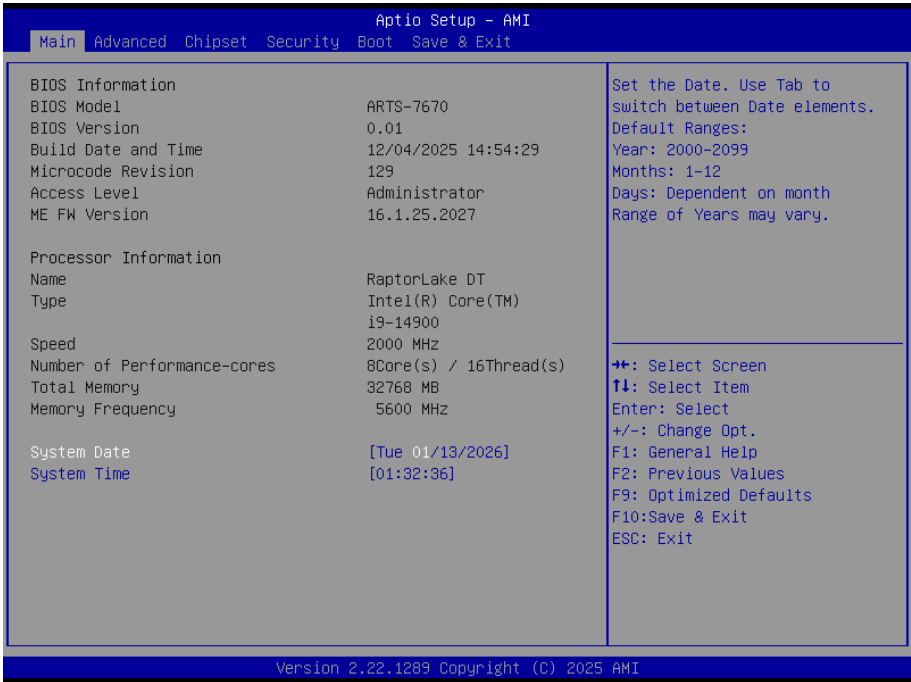 Aptio Setup – AMI
Main Advanced Chipset Security Boot Save & Exit
BIOS Information
BIOS Model ARTS-7670
BIOS Version 0.01
Build Date and Time 12/04/2025 14:54:29
Microcode Revision 129
Access Level Administrator
ME FW Version 16.1.25.2027
Processor Information
Name RaptorLake DT
Type Intel(R) Core(TM)
i9-14900
Speed 2000 MHz
Number of Performance-cores 8Core(s) / 16Thread(s)
Total Memory 32768 MB
Memory Frequency 5600 MHz
System Date [Tue 01/13/2026]
System Time [01:32:36]
Set the Date. Use Tab to
switch between Date elements.
Default Ranges:
Year: 2000-2099
Months: 1-12
Days: Dependent on month
Range of Years may vary.
→←: Select Screen
↑↓: Select Item
Enter: Select
+/-: Change Opt.
F1: General Help
F2: Previous Values
F9: Optimized Defaults
F10:Save & Exit
ESC: Exit
Version 2.22.1289 Copyright (C) 2025 AMI